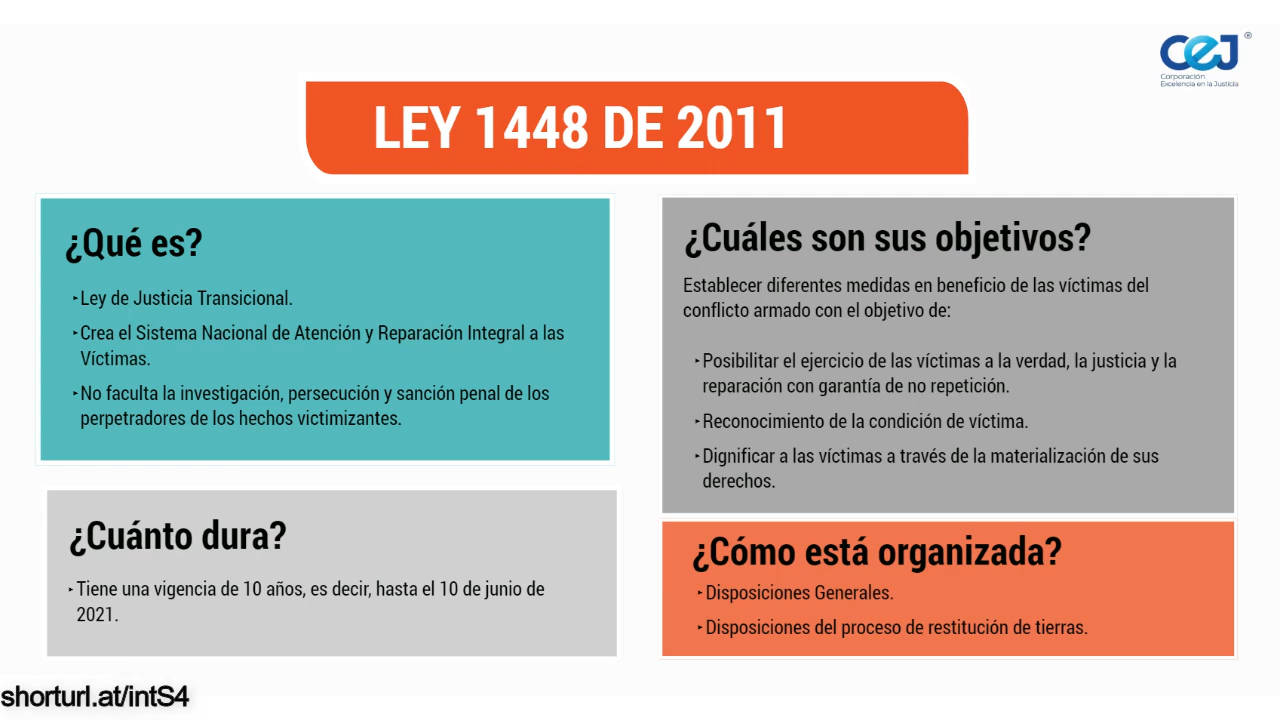 CEJ®
Corporación
Excelencia en la Justicia
LEY 1448 DE 2011
¿Qué es?
‣Ley de Justicia Transicional.
‣Crea el Sistema Nacional de Atención y Reparación Integral a las
Víctimas.
‣No faculta la investigación, persecución y sanción penal de los
perpetradores de los hechos victimizantes.
¿Cuánto dura?
‣Tiene una vigencia de 10 años, es decir, hasta el 10 de junio de
2021.
¿Cuáles son sus objetivos?
Establecer diferentes medidas en beneficio de las víctimas del
conflicto armado con el objetivo de:
‣Posibilitar el ejercicio de las víctimas a la verdad, la justicia y la
reparación con garantía de no repetición.
‣Reconocimiento de la condición de víctima.
‣Dignificar a las víctimas a través de la materialización de sus
derechos.
¿Cómo está organizada?
‣Disposiciones Generales.
‣Disposiciones del proceso de restitución de tierras.
shorturl.at/intS4